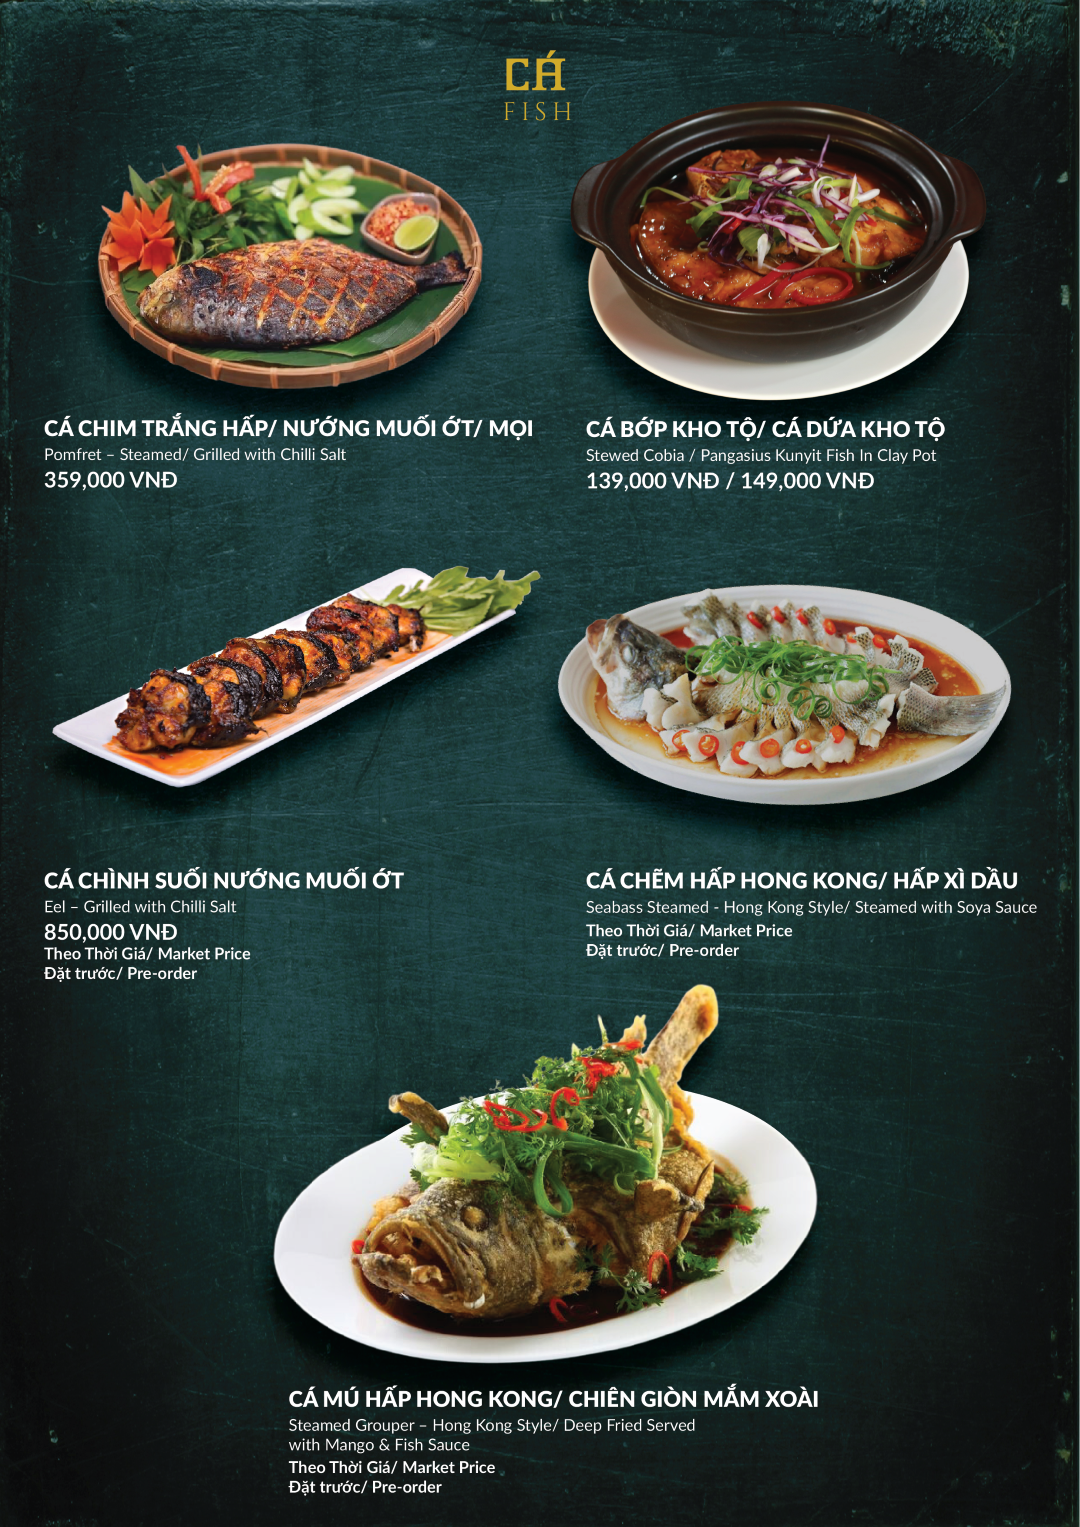 CÁ
FISH
CÁ CHIM TRẮNG HẤP/ NƯỚNG MUỐI ỚT/ MỌI
Pomfret – Steamed/ Grilled with Chilli Salt
359,000 VNĐ
CÁ BỚP KHO TỘ/ CÁ DỨA KHO TỘ
Stewed Cobia / Pangasius Kunyit Fish In Clay Pot
139,000 VNĐ / 149,000 VNĐ
CÁ CHÌNH SUỐI NƯỚNG MUỐI ỚT
Eel – Grilled with Chilli Salt
850,000 VNĐ
Theo Thời Giá/ Market Price
Đặt trước/ Pre-order
CÁ CHẼM HẤP HONG KONG/ HẤP XÌ DẦU
Seabass Steamed - Hong Kong Style/ Steamed with Soya Sauce
Theo Thời Giá/ Market Price
Đặt trước/ Pre-order
CÁ MÚ HẤP HONG KONG/ CHIÊN GIÒN MẮM XOÀI
Steamed Grouper – Hong Kong Style/ Deep Fried Served
with Mango & Fish Sauce
Theo Thời Giá/ Market Price
Đặt trước/ Pre-order